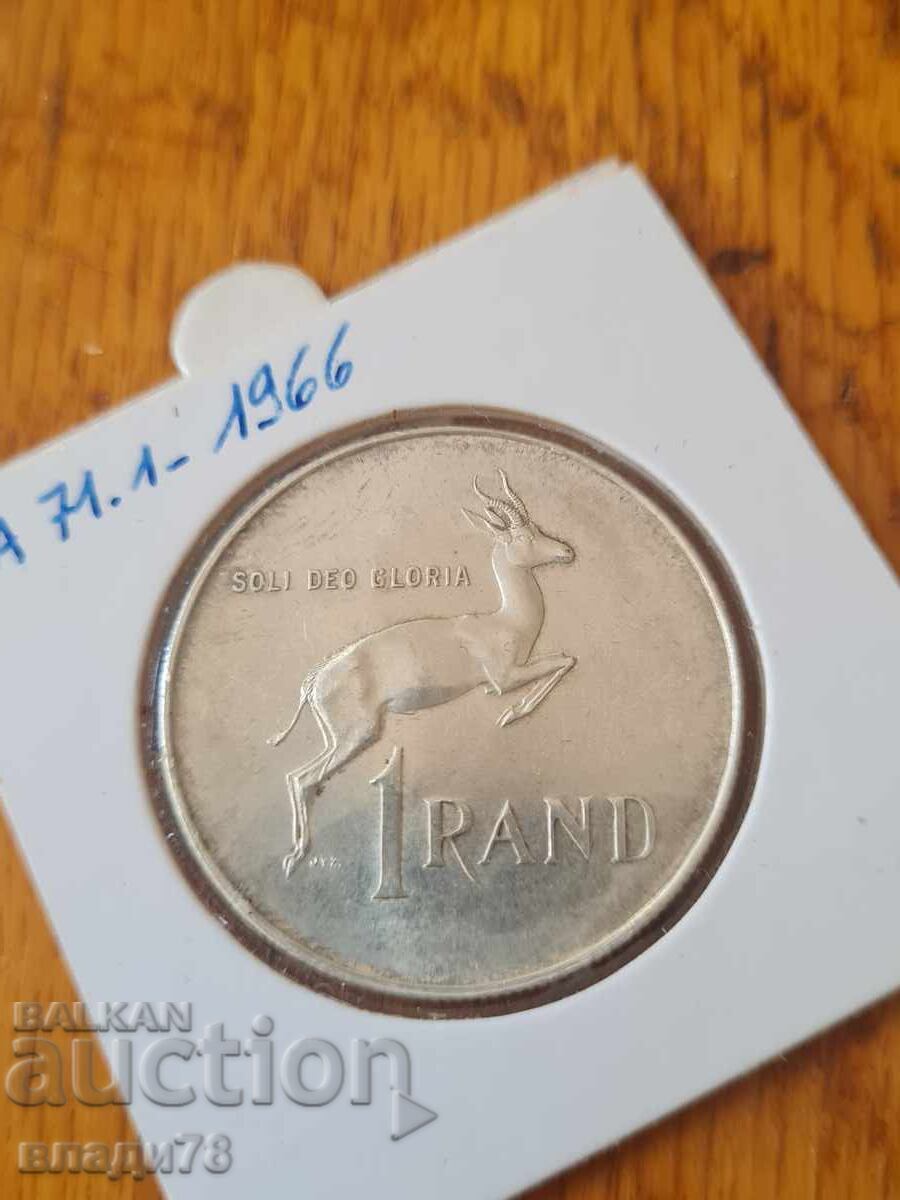 A 71.1-1966
SOLI DEO GLORIA
1 RAND
BALKAN
auction
влади78